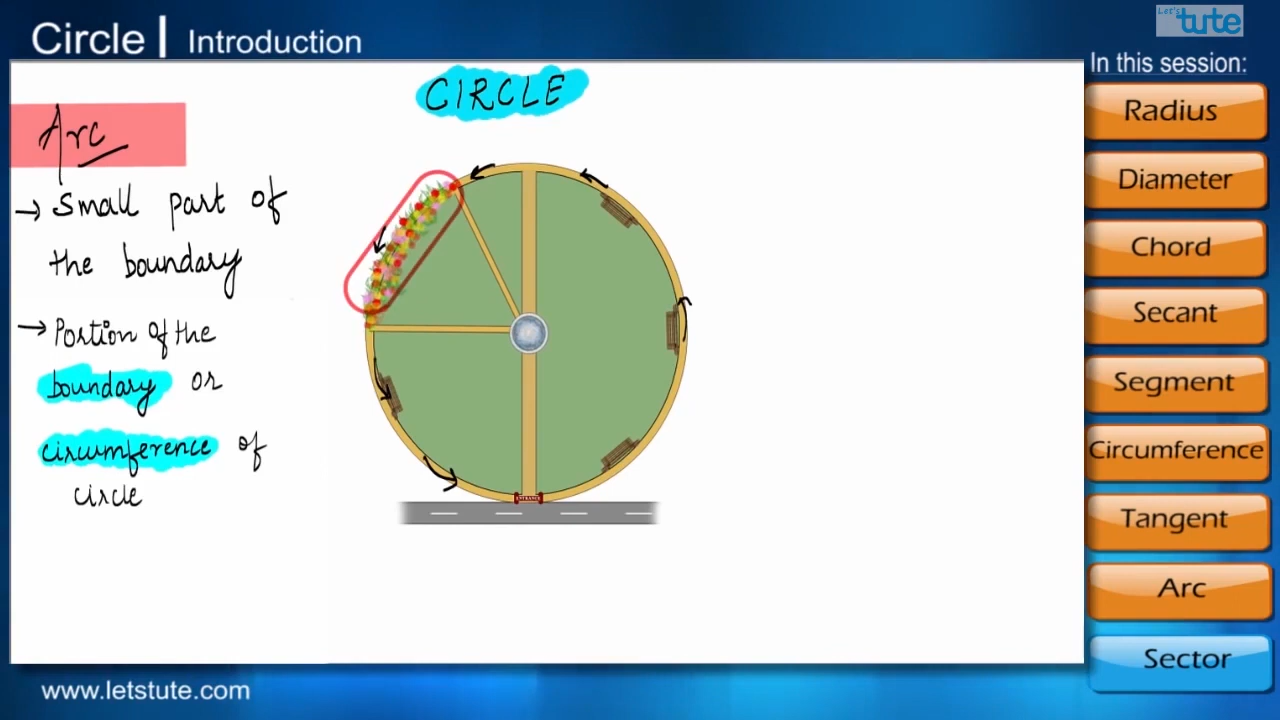 Circle | Introduction
Let's tute
In this session:
CIRCLE
Arc
→ Small part of
the boundary
→ Portion of the
boundary or
circumference of
circle
ENTRANCE
Radius
Diameter
Chord
Secant
Segment
Circumference
Tangent
Arc
Sector
www.letstute.com